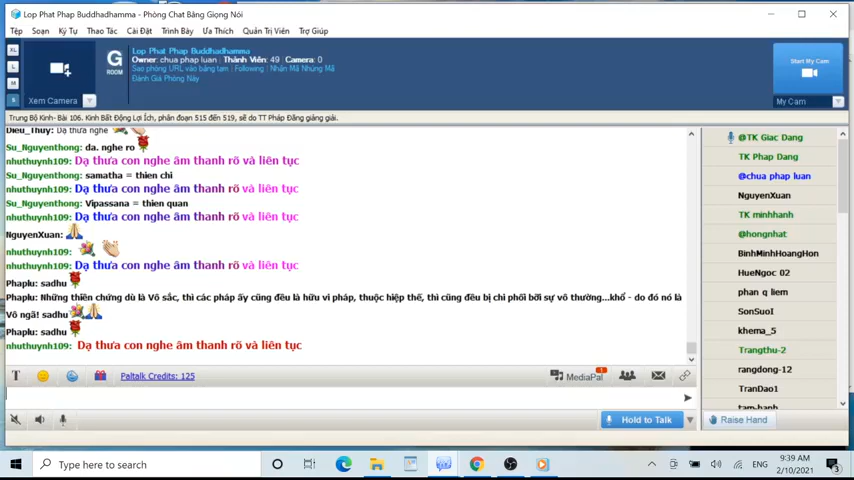 Lop Phat Phap Buddhadhamma - Phòng Chat Bằng Giọng Nói
Tệp Soạn Ký Tự Thao Tác Cài Đặt Trình Bày Ưa Thích Quản Trị Viên Trợ Giúp
XL
L
M
S
Xem Camera
G
ROOM
Lop Phat Phap Buddhadhamma
Owner: chua phap luan : Thành Viên: 49 : Camera: 0
Sao phòng URL vào bảng tạm : Following : Nhận Mã Nhúng Mã
Đánh Giá Phòng Này
Start My Cam
My Cam
Trung Bộ Kinh- Bài 106. Kinh Bất Động Lợi Ích, phân đoạn 515 đến 519, sẽ do TT Pháp Đăng giảng giải.
Dieu_Thuy: Dạ thưa nghe
Su_Nguyenthong: da. nghe ro
nhuthuynh109: Dạ thưa con nghe âm thanh rõ và liên tục
Su_Nguyenthong: samatha = thien chi
nhuthuynh109: Dạ thưa con nghe âm thanh rõ và liên tục
Su_Nguyenthong: Vipassana = thien quan
nhuthuynh109: Dạ thưa con nghe âm thanh rõ và liên tục
NguyenXuan:
nhuthuynh109:
nhuthuynh109: Dạ thưa con nghe âm thanh rõ và liên tục
Phaplu: sadhu
Phaplu: Những thiền chứng dù là Vô sắc, thì các pháp ấy cũng đều là hữu vi pháp, thuộc hiệp thế, thì cũng đều bị chi phối bởi sự vô thường...khổ - do đó nó là
Vô ngã! sadhu
Phaplu: sadhu
nhuthuynh109: Dạ thưa con nghe âm thanh rõ và liên tục
@TK Giac Dang
TK Phap Dang
@chua phap luan
NguyenXuan
TK minhhanh
@hongnhat
BinhMinhHoangHon
HueNgoc 02
phan q liem
SonSuoI
khema_5
Trangthu-2
rangdong-12
TranDao1
tam-hanh
T Paltalk Credits: 125
MediaPal 1
Hold to Talk
Raise Hand
Type here to search
ENG
9:39 AM
2/10/2021
3